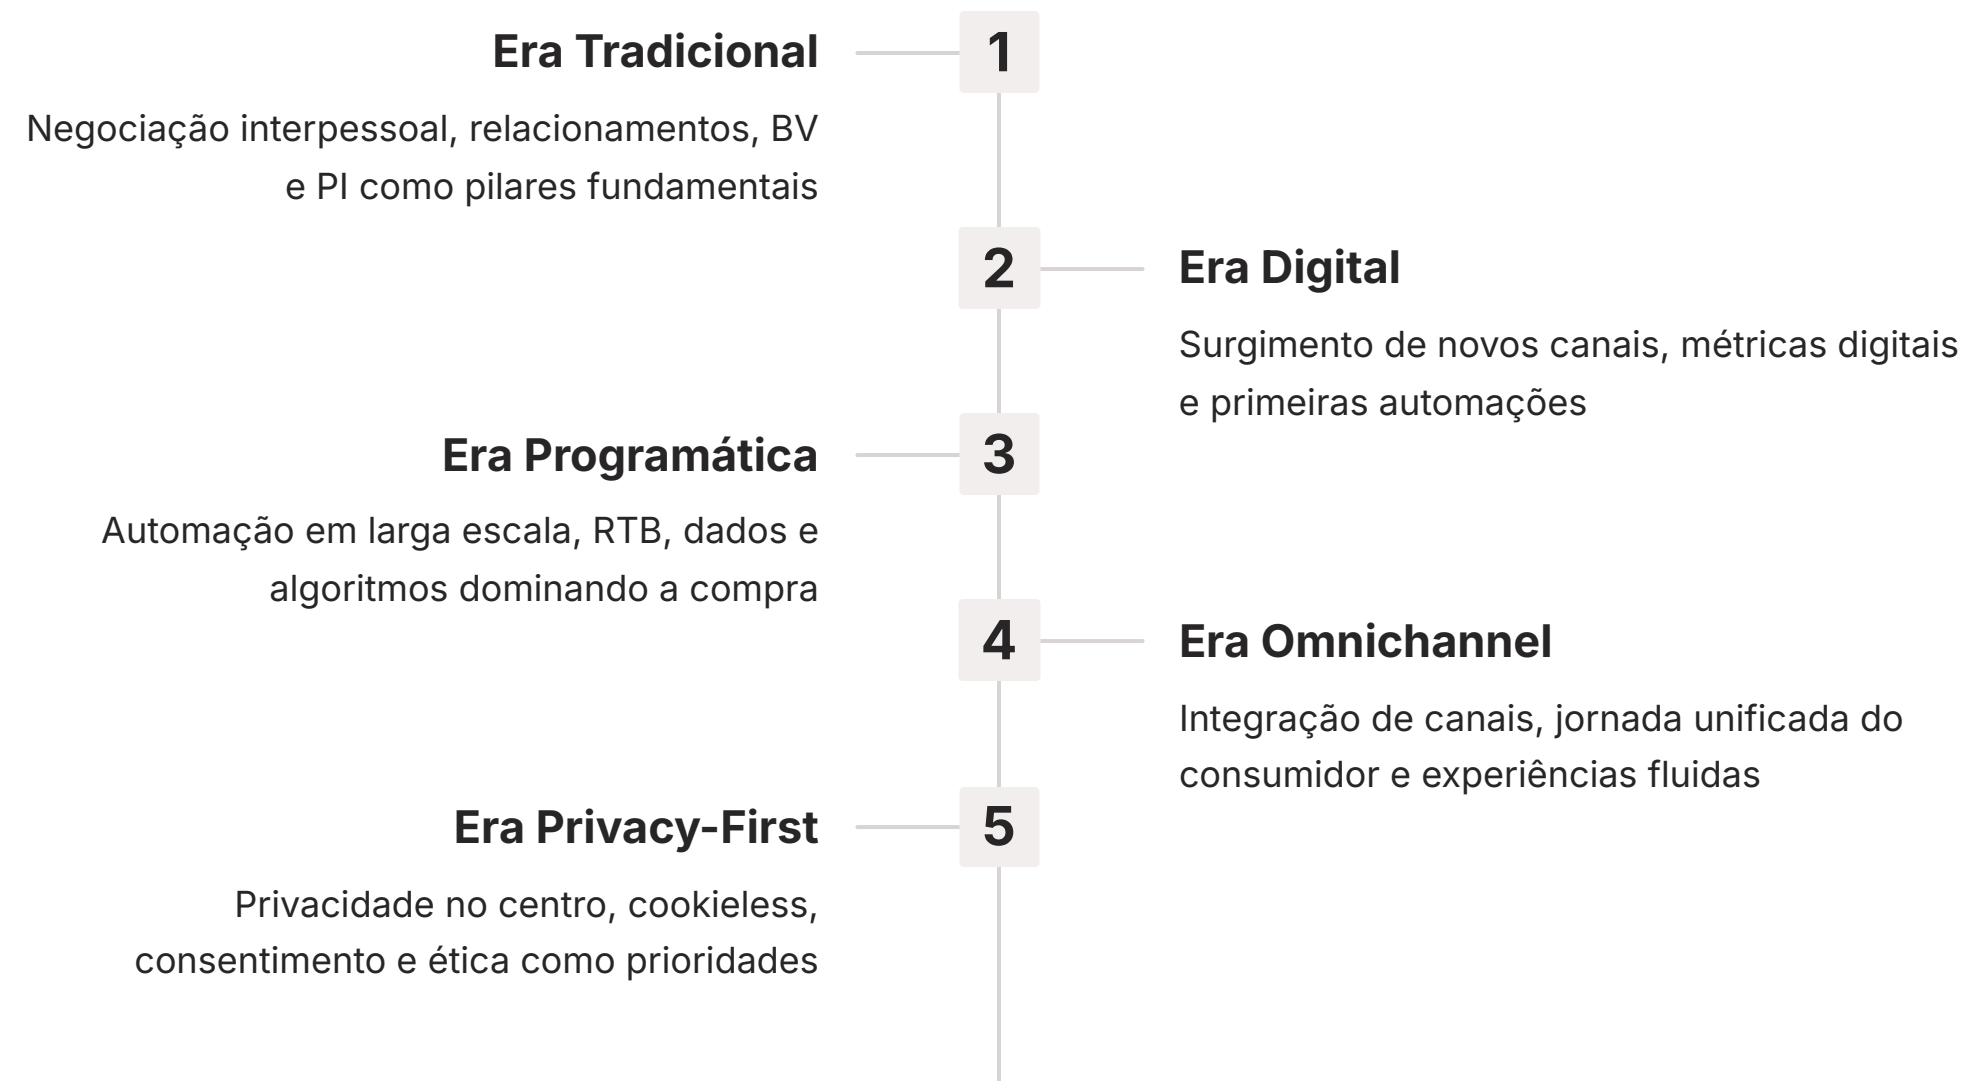 1
Era Tradicional
Negociação interpessoal, relacionamentos, BV
e PI como pilares fundamentais
2
Era Digital
Surgimento de novos canais, métricas digitais
e primeiras automações
3
Era Programática
Automação em larga escala, RTB, dados e
algoritmos dominando a compra
4
Era Omnichannel
Integração de canais, jornada unificada do
consumidor e experiências fluidas
5
Era Privacy-First
Privacidade no centro, cookieless,
consentimento e ética como prioridades